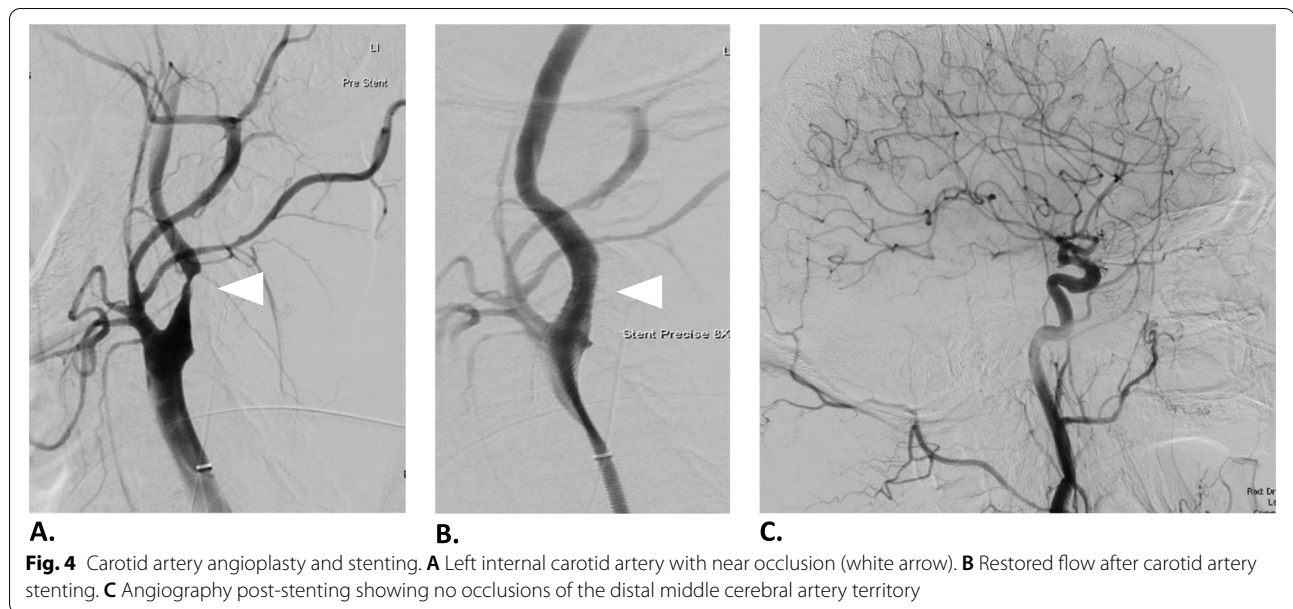 LI
Pre Stent
Stent Precise 8X
A.
B.
C.
Fig. 4 Carotid artery angioplasty and stenting. A Left internal carotid artery with near occlusion (white arrow). B Restored flow after carotid artery
stenting. C Angiography post-stenting showing no occlusions of the distal middle cerebral artery territory